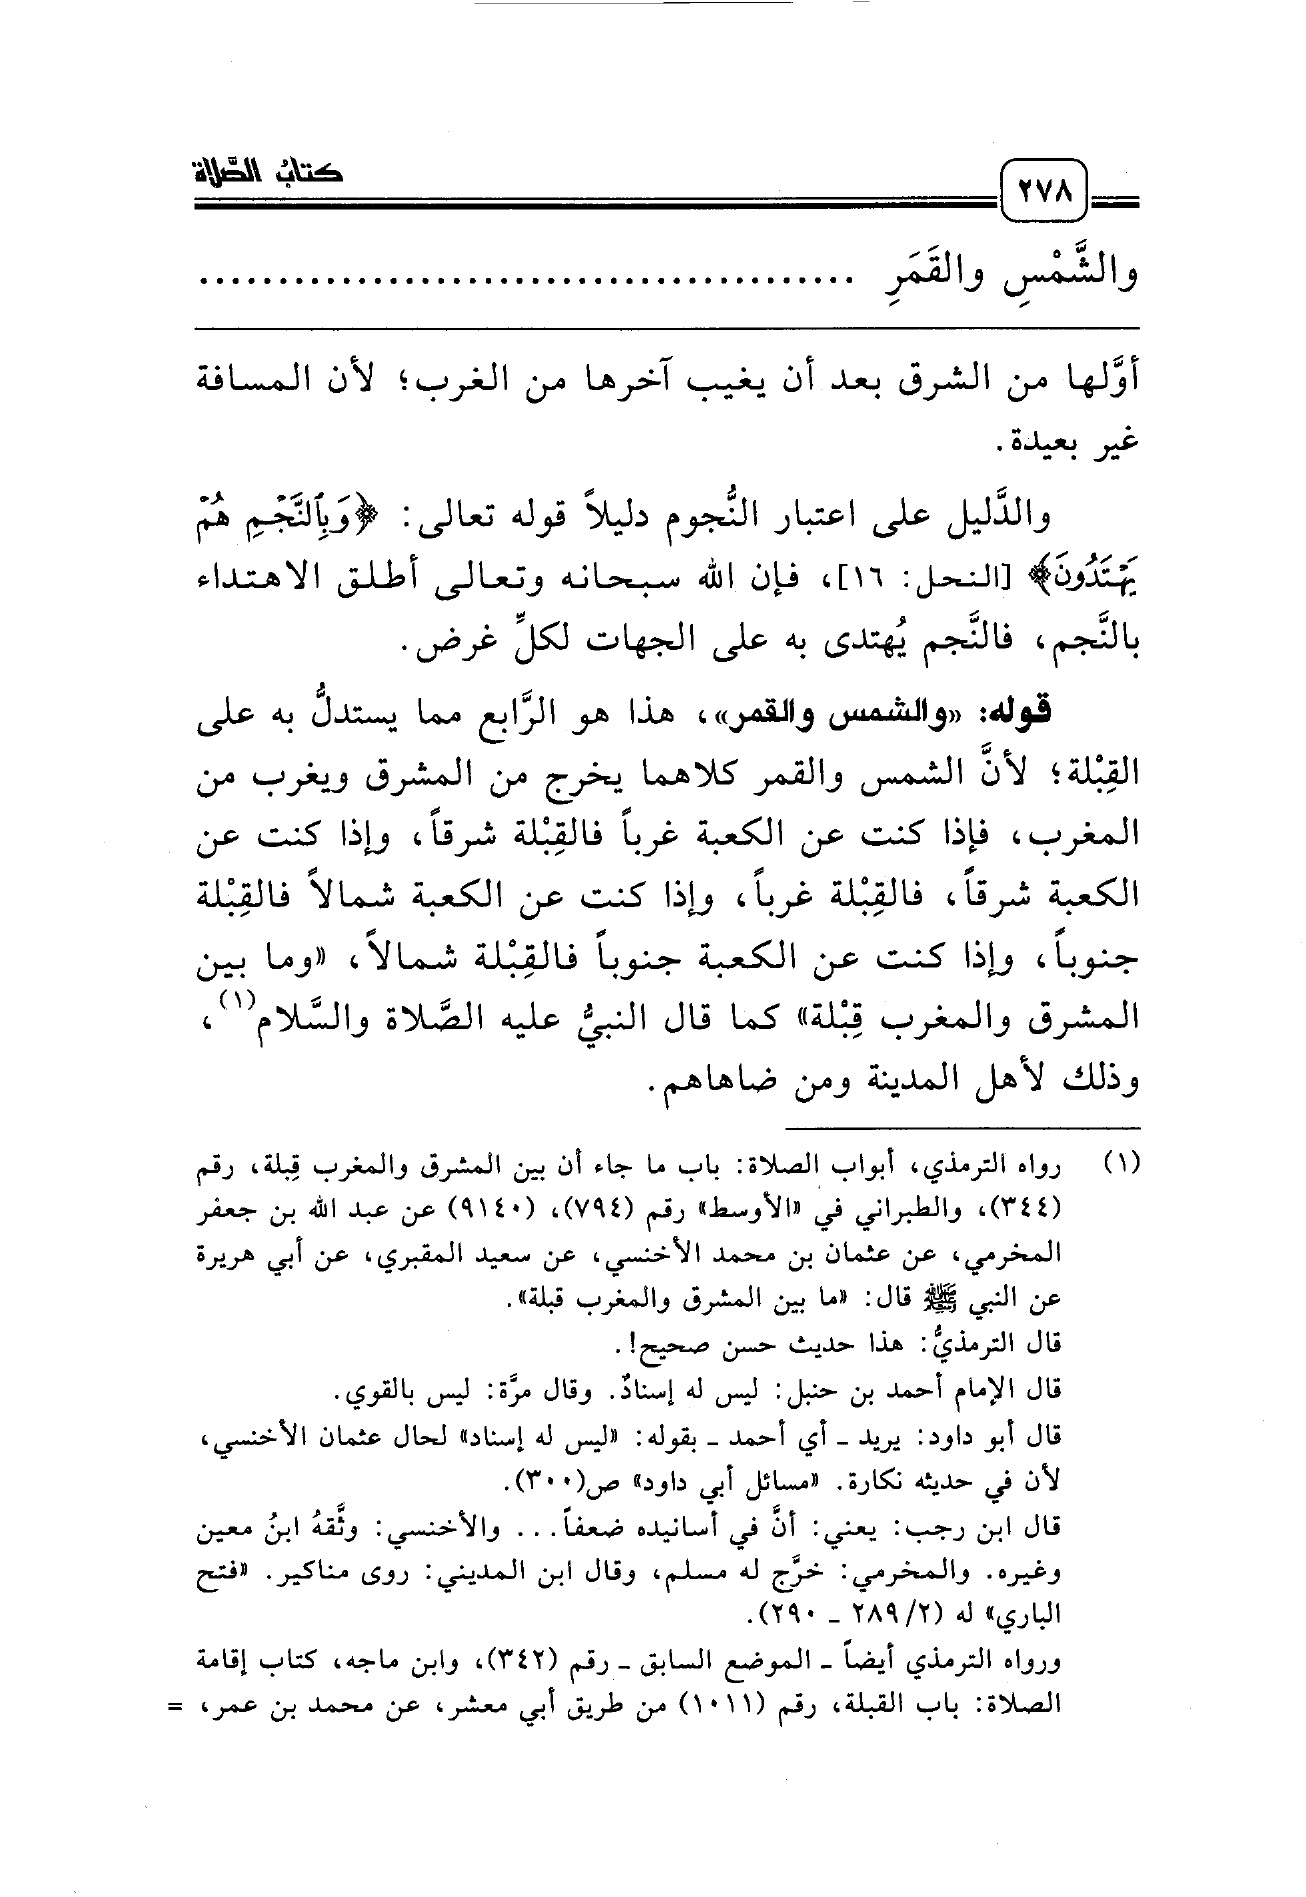 كتاب الصَّلاة
٢٧٨
والشَّمْسِ والقَمَرِ ..........................................
أوَّلها من الشرق بعد أن يغيب آخرها من الغرب؛ لأن المسافة
غير بعيدة.
والدَّليل على اعتبار النُّجوم دليلاً قوله تعالى: ﴿وَبِٱلنَّجْمِ هُمْ
يَهْتَدُونَ﴾ [النحل: ١٦]، فإن الله سبحانه وتعالى أطلق الاهتداء
بالنَّجم، فالنَّجم يُهتدى به على الجهات لكلِّ غرض.
قوله: «والشمس والقمر»، هذا هو الرَّابع مما يستدلُّ به على
القِبْلة؛ لأنَّ الشمس والقمر كلاهما يخرج من المشرق ويغرب من
المغرب، فإذا كنت عن الكعبة غرباً فالقِبْلة شرقاً، وإذا كنت عن
الكعبة شرقاً، فالقِبْلة غرباً، وإذا كنت عن الكعبة شمالاً فالقِبْلة
جنوباً، وإذا كنت عن الكعبة جنوباً فالقِبْلة شمالاً، «وما بين
المشرق والمغرب قِبْلة» كما قال النبيُّ عليه الصَّلاة والسَّلام(١)،
وذلك لأهل المدينة ومن ضاهاهم.
(١) رواه الترمذي، أبواب الصلاة: باب ما جاء أن بين المشرق والمغرب قِبلة، رقم
(٣٤٤)، والطبراني في «الأوسط» رقم (٧٩٤)، (٩١٤٠) عن عبد الله بن جعفر
المخرمي، عن عثمان بن محمد الأخنسي، عن سعيد المقبري، عن أبي هريرة
عن النبي ﷺ قال: «ما بين المشرق والمغرب قبلة».
قال الترمذيُّ: هذا حديث حسن صحيح!.
قال الإمام أحمد بن حنبل: ليس له إسنادٌ. وقال مرَّة: ليس بالقوي.
قال أبو داود: يريد ـ أي أحمد ـ بقوله: «ليس له إسناد» لحال عثمان الأخنسي،
لأن في حديثه نكارة. «مسائل أبي داود» ص(٣٠٠).
قال ابن رجب: يعني: أنَّ في أسانيده ضعفاً... والأخنسي: وثَّقهُ ابنُ معين
وغيره. والمخرمي: خرَّج له مسلم، وقال ابن المديني: روى مناكير. «فتح
الباري» له (٢/ ٢٨٩ ـ ٢٩٠).
ورواه الترمذي أيضاً ـ الموضع السابق ـ رقم (٣٤٢)، وابن ماجه، كتاب إقامة
الصلاة: باب القبلة، رقم (١٠١١) من طريق أبي معشر، عن محمد بن عمر، =